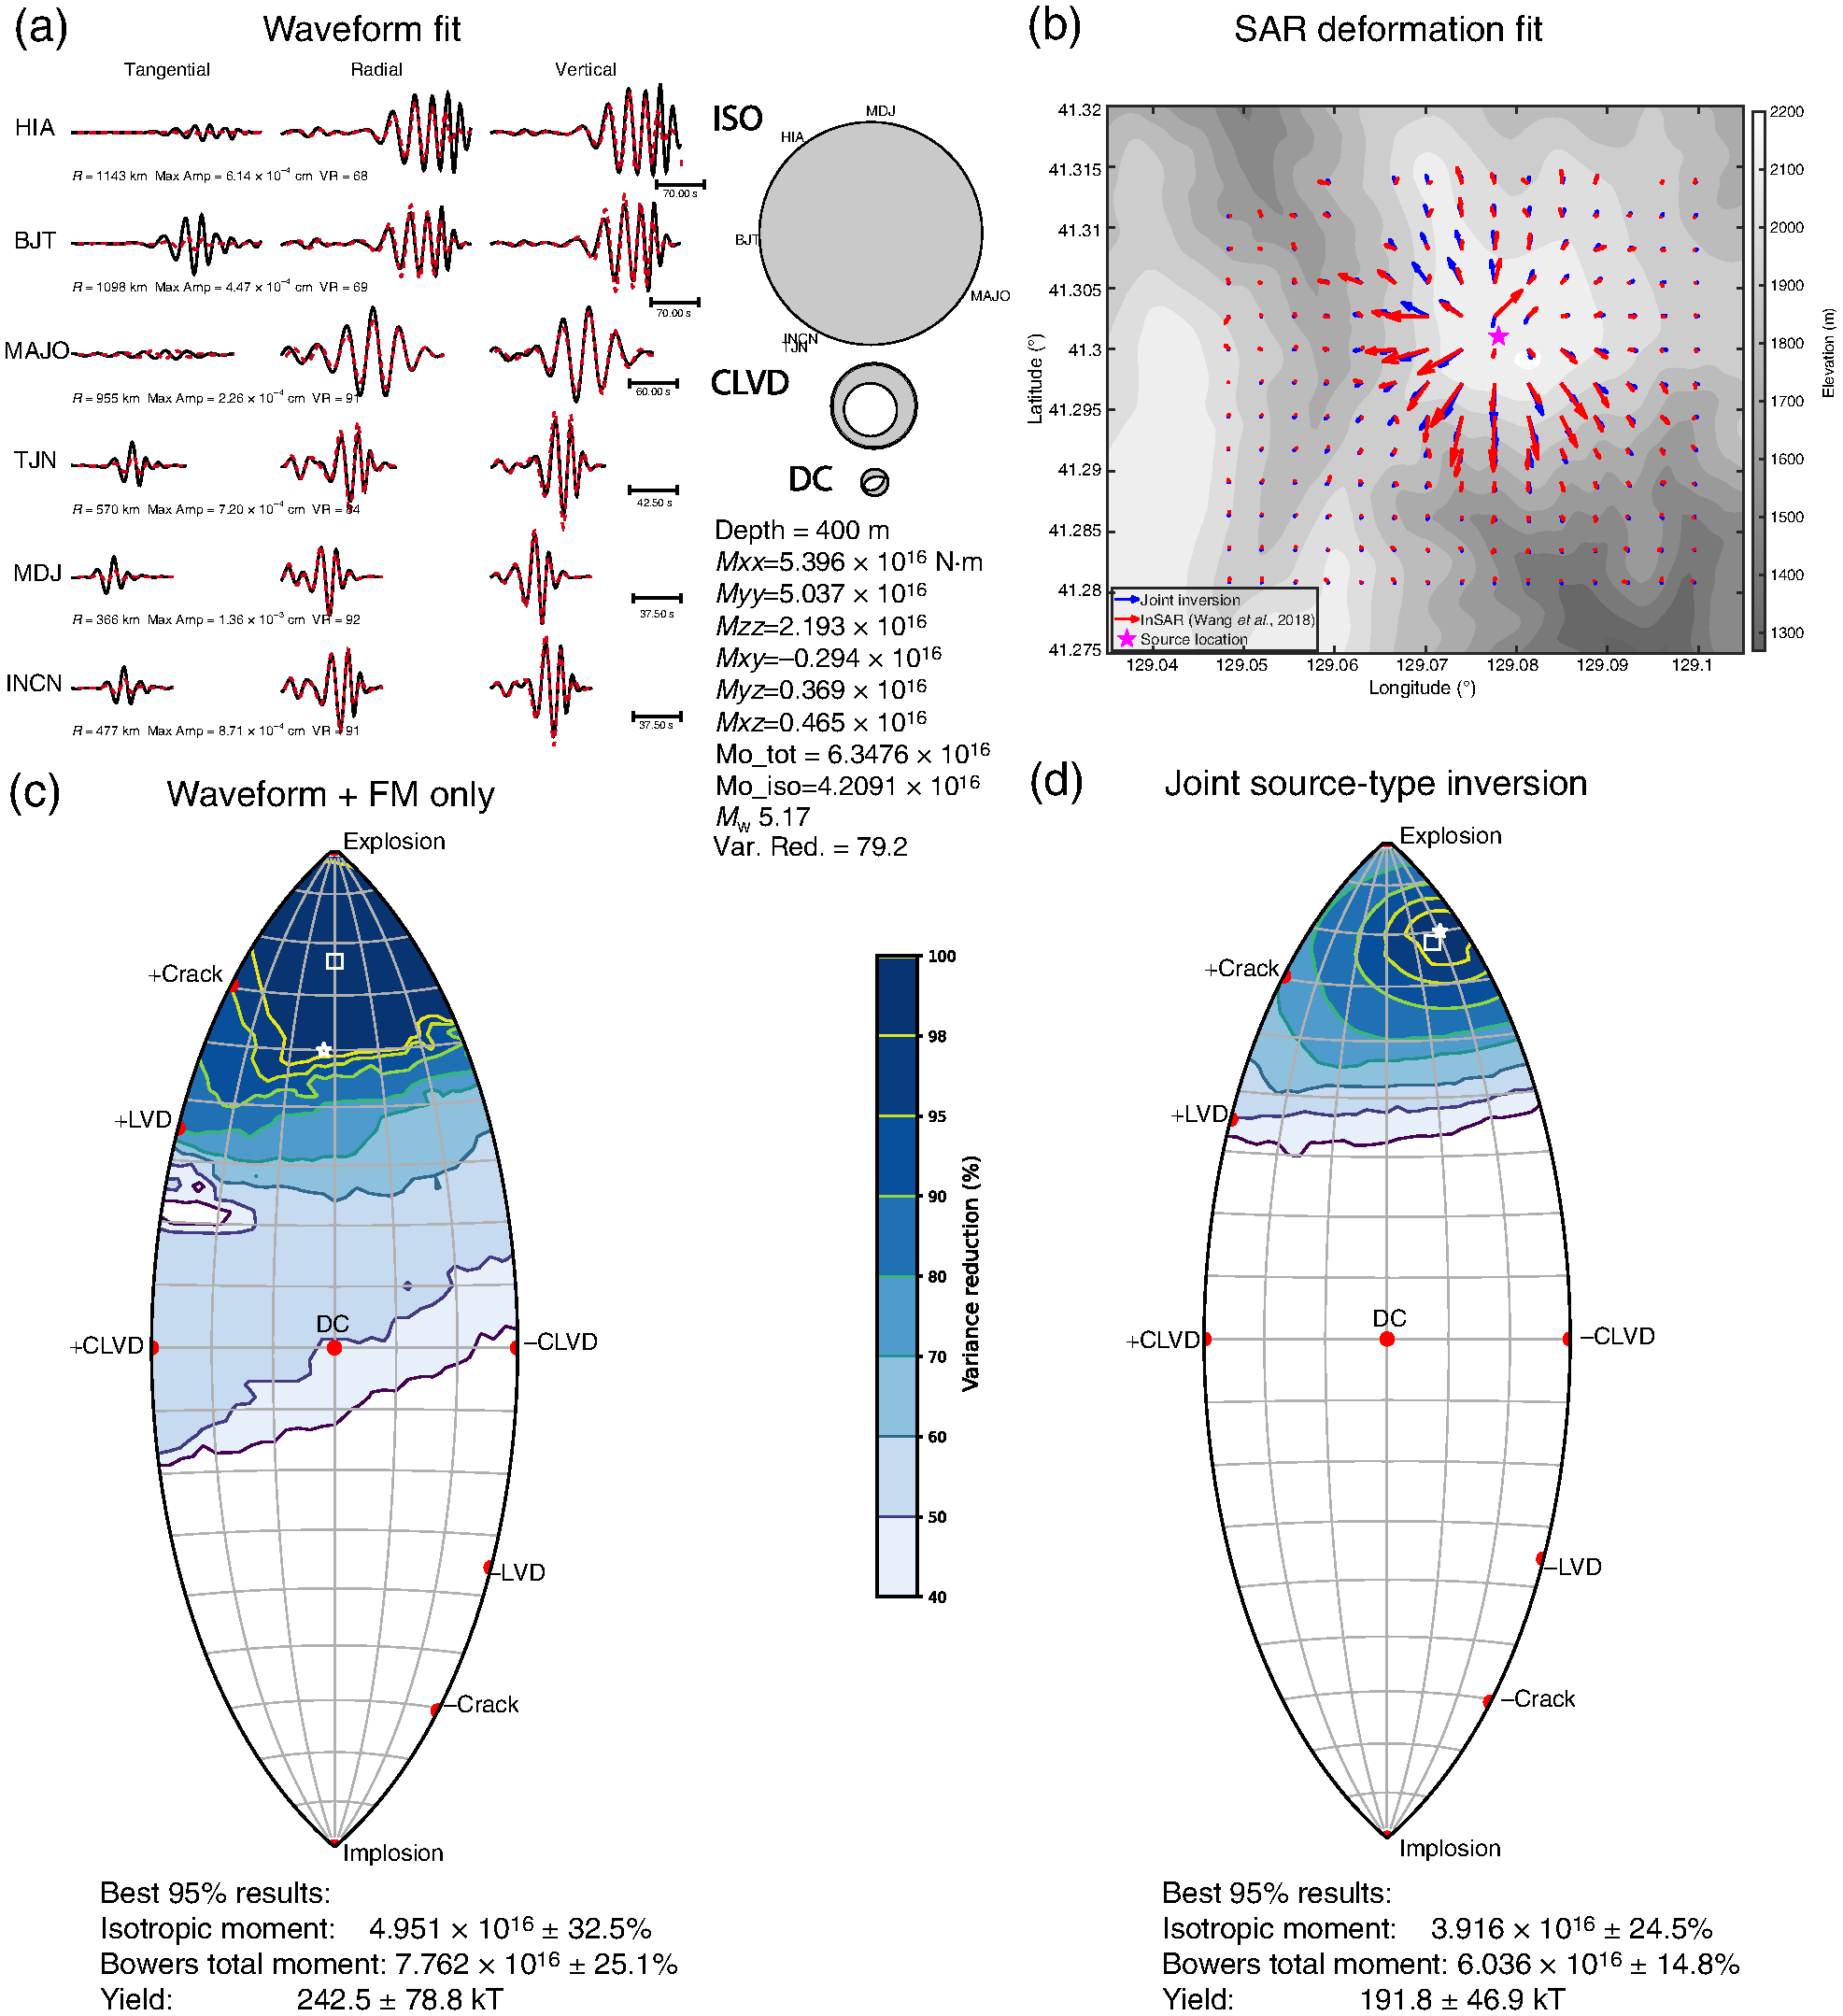 (a) Waveform fit
Tangential Radial Vertical
HIA
R = 1143 km Max Amp = 6.14 × 10⁻⁴ cm VR = 68
70.00 s
BJT
R = 1098 km Max Amp = 4.47 × 10⁻⁴ cm VR = 69
70.00 s
MAJO
R = 955 km Max Amp = 2.26 × 10⁻⁴ cm VR = 91
60.00 s
TJN
R = 570 km Max Amp = 7.20 × 10⁻⁴ cm VR = 84
42.50 s
MDJ
R = 366 km Max Amp = 1.36 × 10⁻³ cm VR = 92
37.50 s
INCN
R = 477 km Max Amp = 8.71 × 10⁻⁴ cm VR = 91
37.50 s
ISO
MDJ
HIA
BJT
MAJO
INCN
TJN
CLVD
DC
Depth = 400 m
Mxx=5.396 × 10¹⁶ N·m
Myy=5.037 × 10¹⁶
Mzz=2.193 × 10¹⁶
Mxy=–0.294 × 10¹⁶
Myz=0.369 × 10¹⁶
Mxz=0.465 × 10¹⁶
Mo_tot = 6.3476 × 10¹⁶
Mo_iso=4.2091 × 10¹⁶
Mw 5.17
Var. Red. = 79.2
(b) SAR deformation fit
41.32
41.315
41.31
41.305
41.3
41.295
41.29
41.285
41.28
41.275
Latitude (°)
129.04 129.05 129.06 129.07 129.08 129.09 129.1
Longitude (°)
Joint inversion
InSAR (Wang et al., 2018)
Source location
2200
2100
2000
1900
1800
1700
1600
1500
1400
1300
Elevation (m)
(c) Waveform + FM only
Explosion
+Crack
+LVD
+CLVD
DC
–CLVD
–LVD
–Crack
Implosion
Best 95% results:
Isotropic moment: 4.951 × 10¹⁶ ± 32.5%
Bowers total moment: 7.762 × 10¹⁶ ± 25.1%
Yield: 242.5 ± 78.8 kT
100
98
95
90
80
70
60
50
40
Variance reduction (%)
(d) Joint source-type inversion
Explosion
+Crack
+LVD
+CLVD
DC
–CLVD
–LVD
–Crack
Implosion
Best 95% results:
Isotropic moment: 3.916 × 10¹⁶ ± 24.5%
Bowers total moment: 6.036 × 10¹⁶ ± 14.8%
Yield: 191.8 ± 46.9 kT